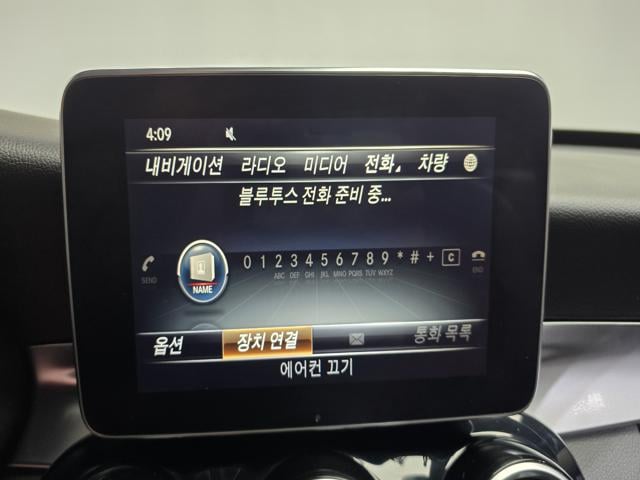 4:09
내비게이션 라디오 미디어 전화 차량
블루투스 전화 준비 중...
0 1 2 3 4 5 6 7 8 9 * # + C
ABC DEF GHI JKL MNO PQRS TUV WXYZ
SEND NAME END
옵션 장치 연결 통화 목록
에어컨 끄기